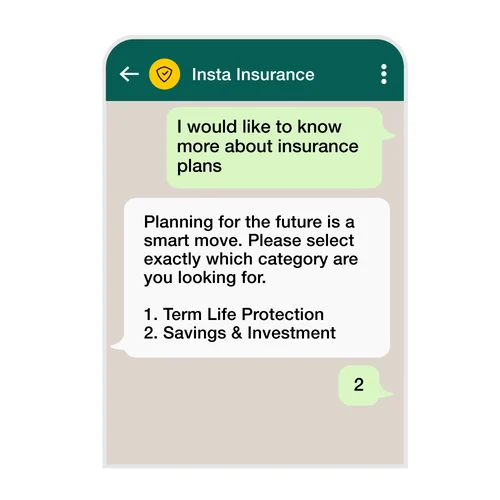 Insta Insurance
I would like to know
more about insurance
plans
Planning for the future is a
smart move. Please select
exactly which category are
you looking for.
1. Term Life Protection
2. Savings & Investment
2